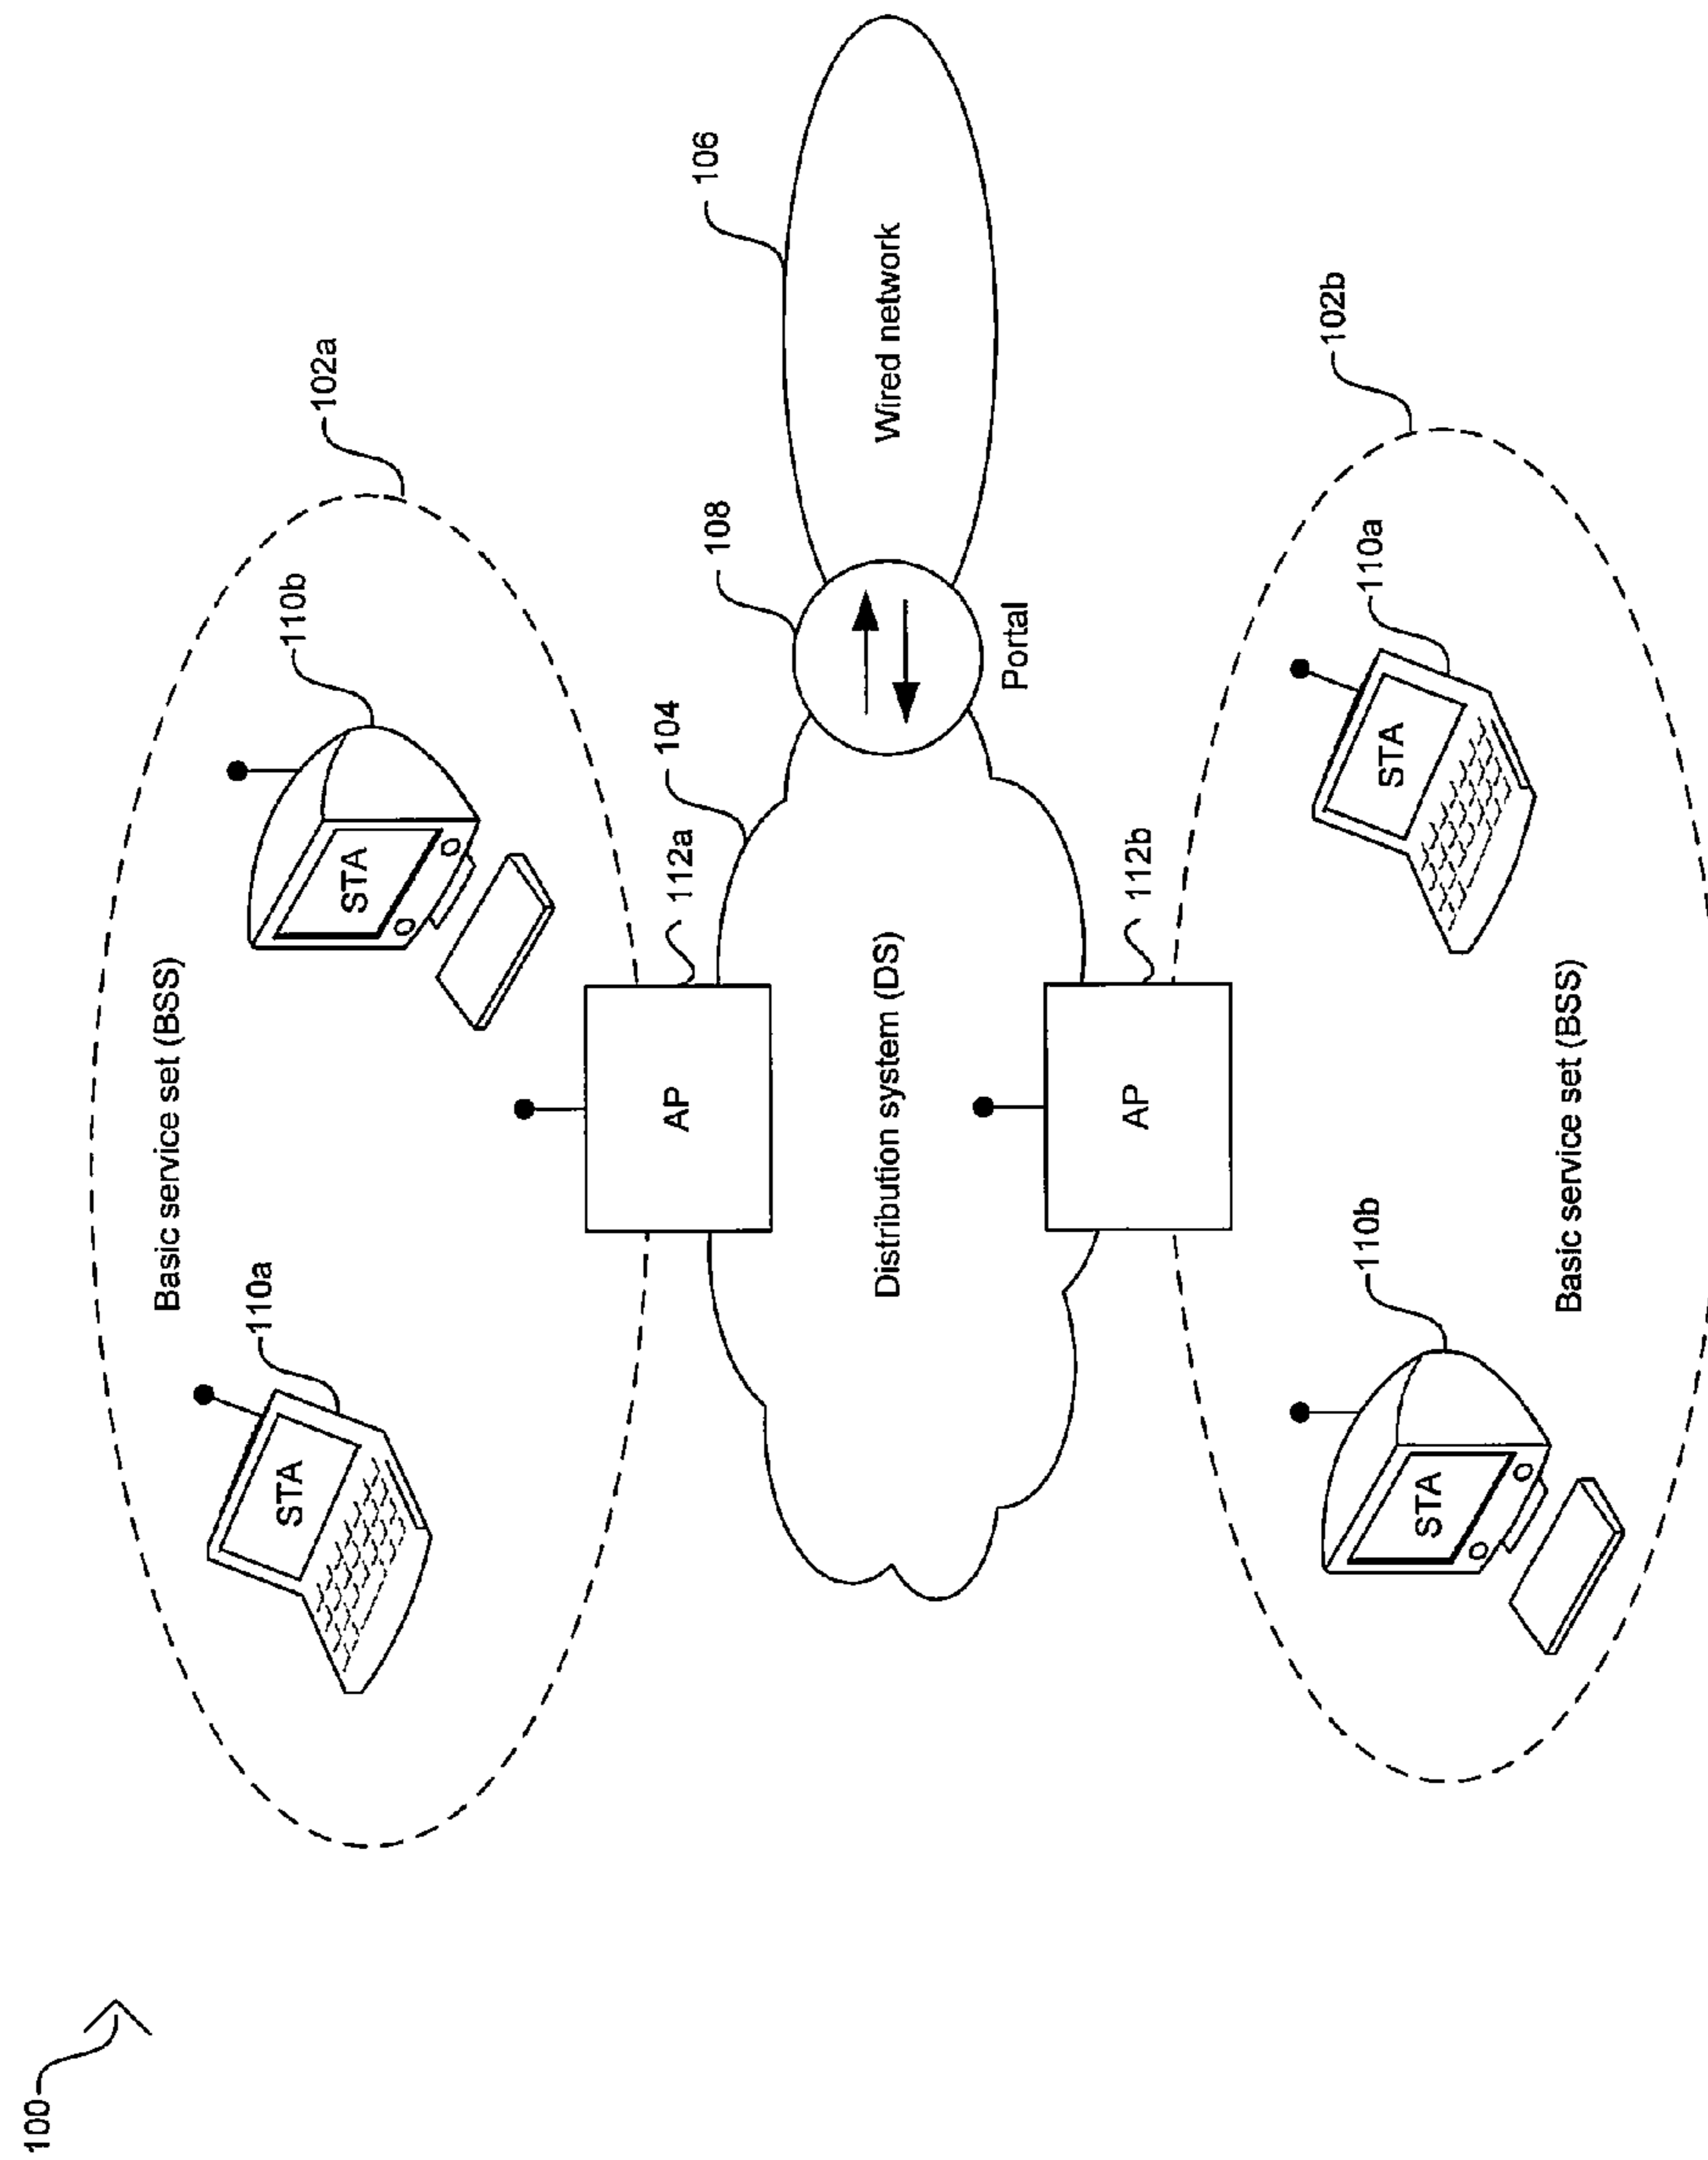 100
102a
Basic service set (BSS)
110a
110b
STA
STA
AP
112a
104
108
106
Distribution system (DS)
Portal
Wired network
AP
112b
102b
110b
110a
STA
STA
Basic service set (BSS)